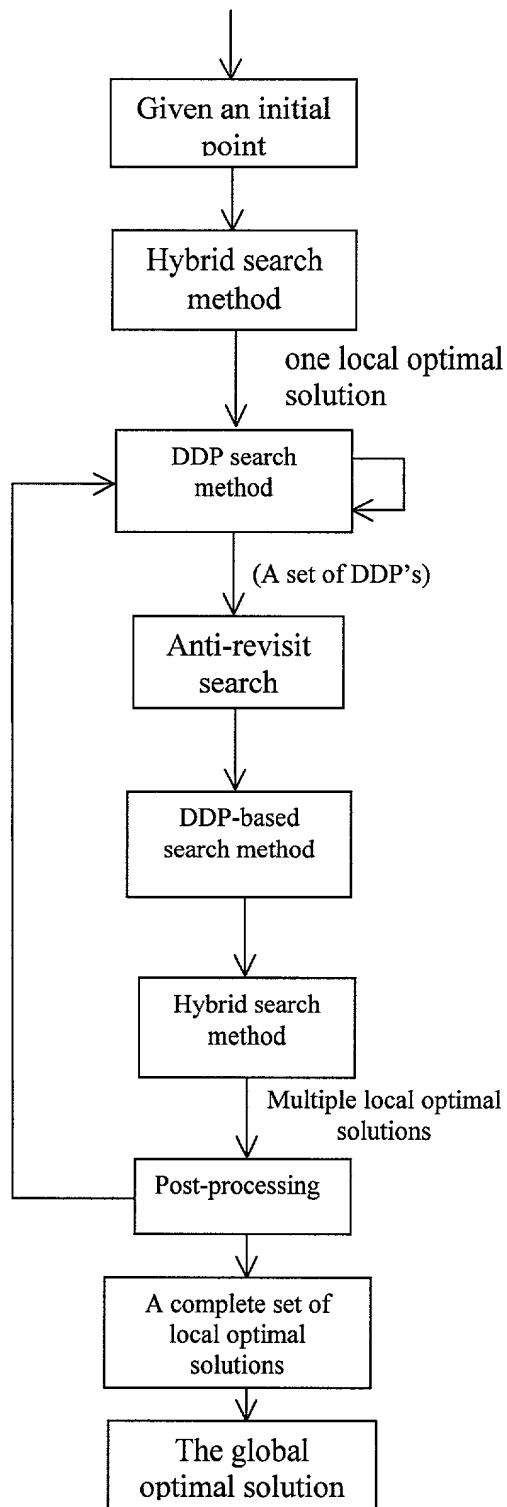 Given an initial
point
Hybrid search
method
one local optimal
solution
DDP search
method
(A set of DDP's)
Anti-revisit
search
DDP-based
search method
Hybrid search
method
Multiple local optimal
solutions
Post-processing
A complete set of
local optimal
solutions
The global
optimal solution